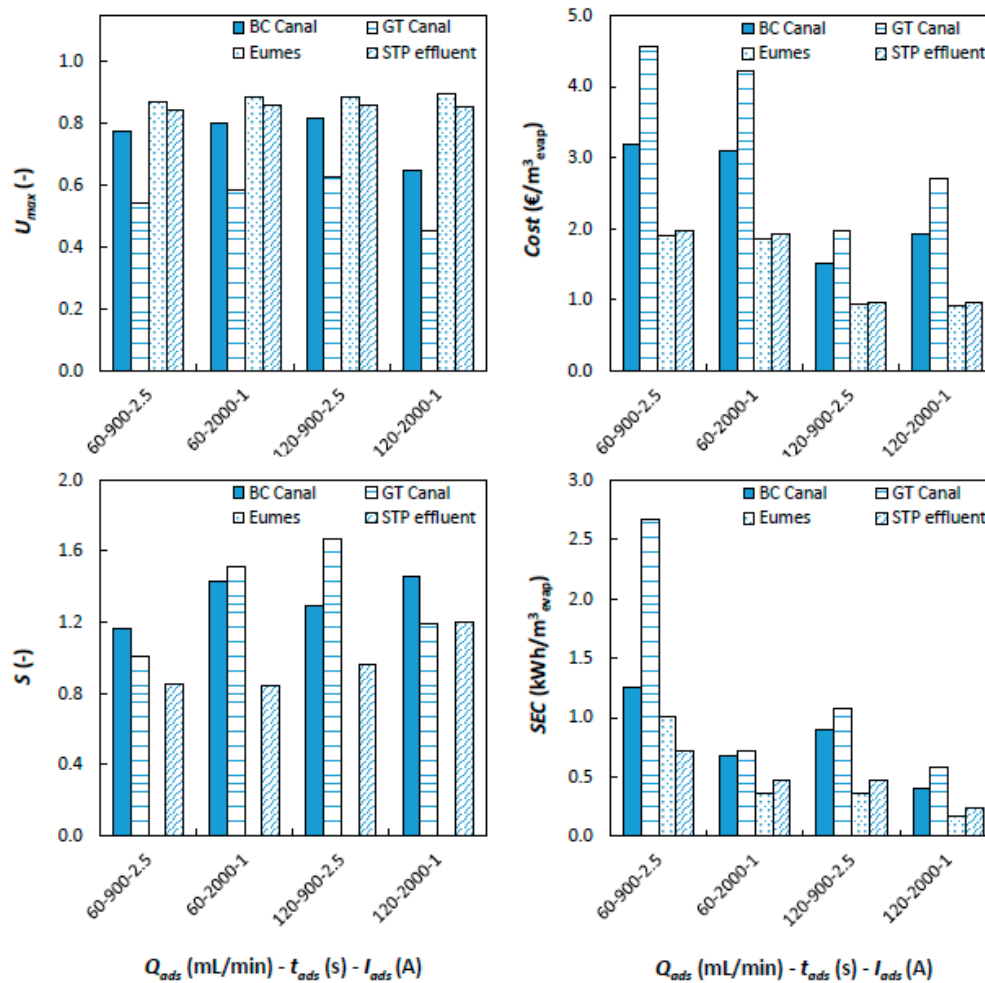 BC Canal GT Canal
Eumes STP effluent
U_max (-)
1.0
0.8
0.6
0.4
0.2
0.0
60-900-2.5 60-2000-1 120-900-2.5 120-2000-1
BC Canal GT Canal
Eumes STP effluent
Cost (€/m³evap)
5.0
4.0
3.0
2.0
1.0
0.0
60-900-2.5 60-2000-1 120-900-2.5 120-2000-1
BC Canal GT Canal
Eumes STP effluent
S (-)
2.0
1.6
1.2
0.8
0.4
0.0
60-900-2.5 60-2000-1 120-900-2.5 120-2000-1
Q_ads (mL/min) - t_ads (s) - I_ads (A)
BC Canal GT Canal
Eumes STP effluent
SEC (kWh/m³evap)
3.0
2.5
2.0
1.5
1.0
0.5
0.0
60-900-2.5 60-2000-1 120-900-2.5 120-2000-1
Q_ads (mL/min) - t_ads (s) - I_ads (A)